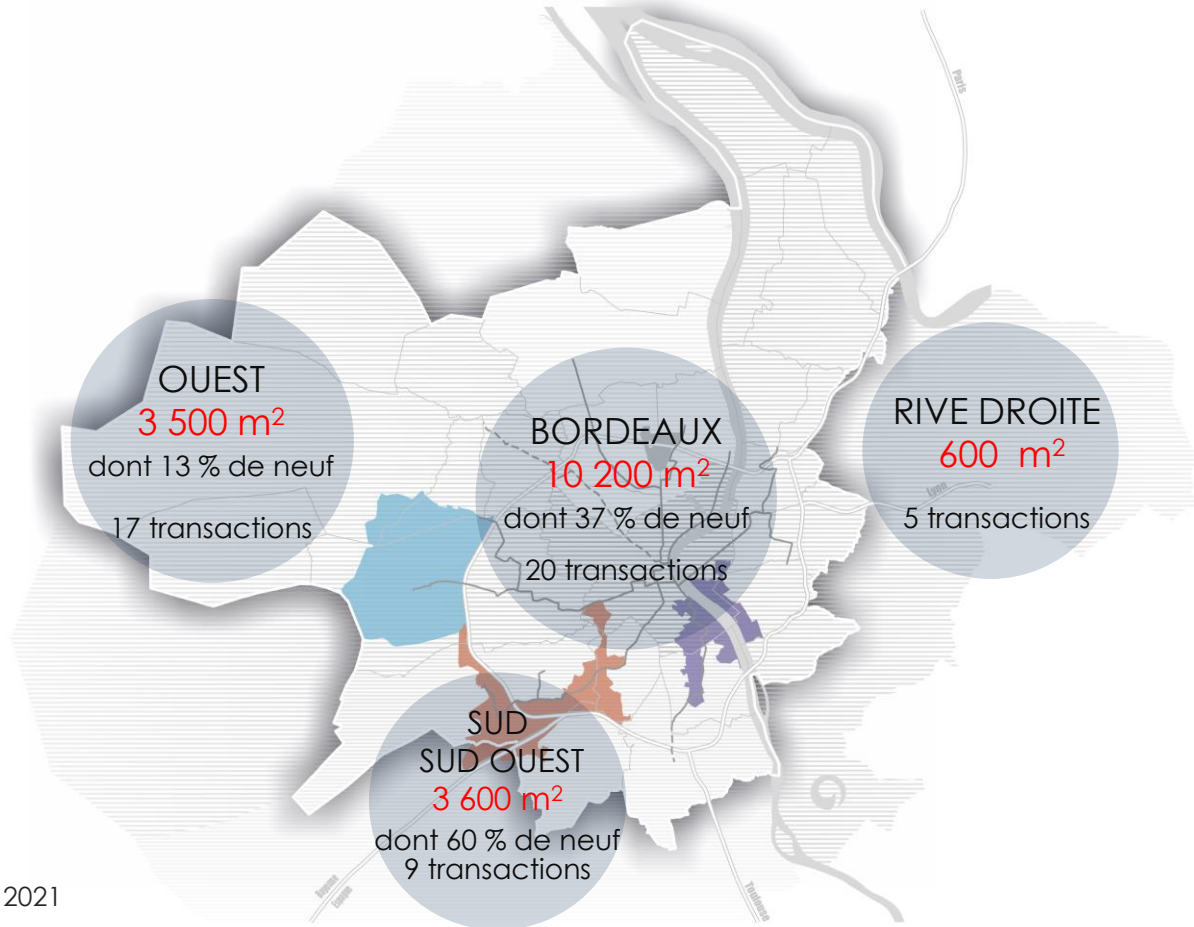 Paris
OUEST
3 500 m²
dont 13 % de neuf
17 transactions
BORDEAUX
10 200 m²
dont 37 % de neuf
20 transactions
RIVE DROITE
600 m²
Lyon
5 transactions
SUD
SUD OUEST
3 600 m²
dont 60 % de neuf
9 transactions
Bayonne
Espagne
Toulouse
2021